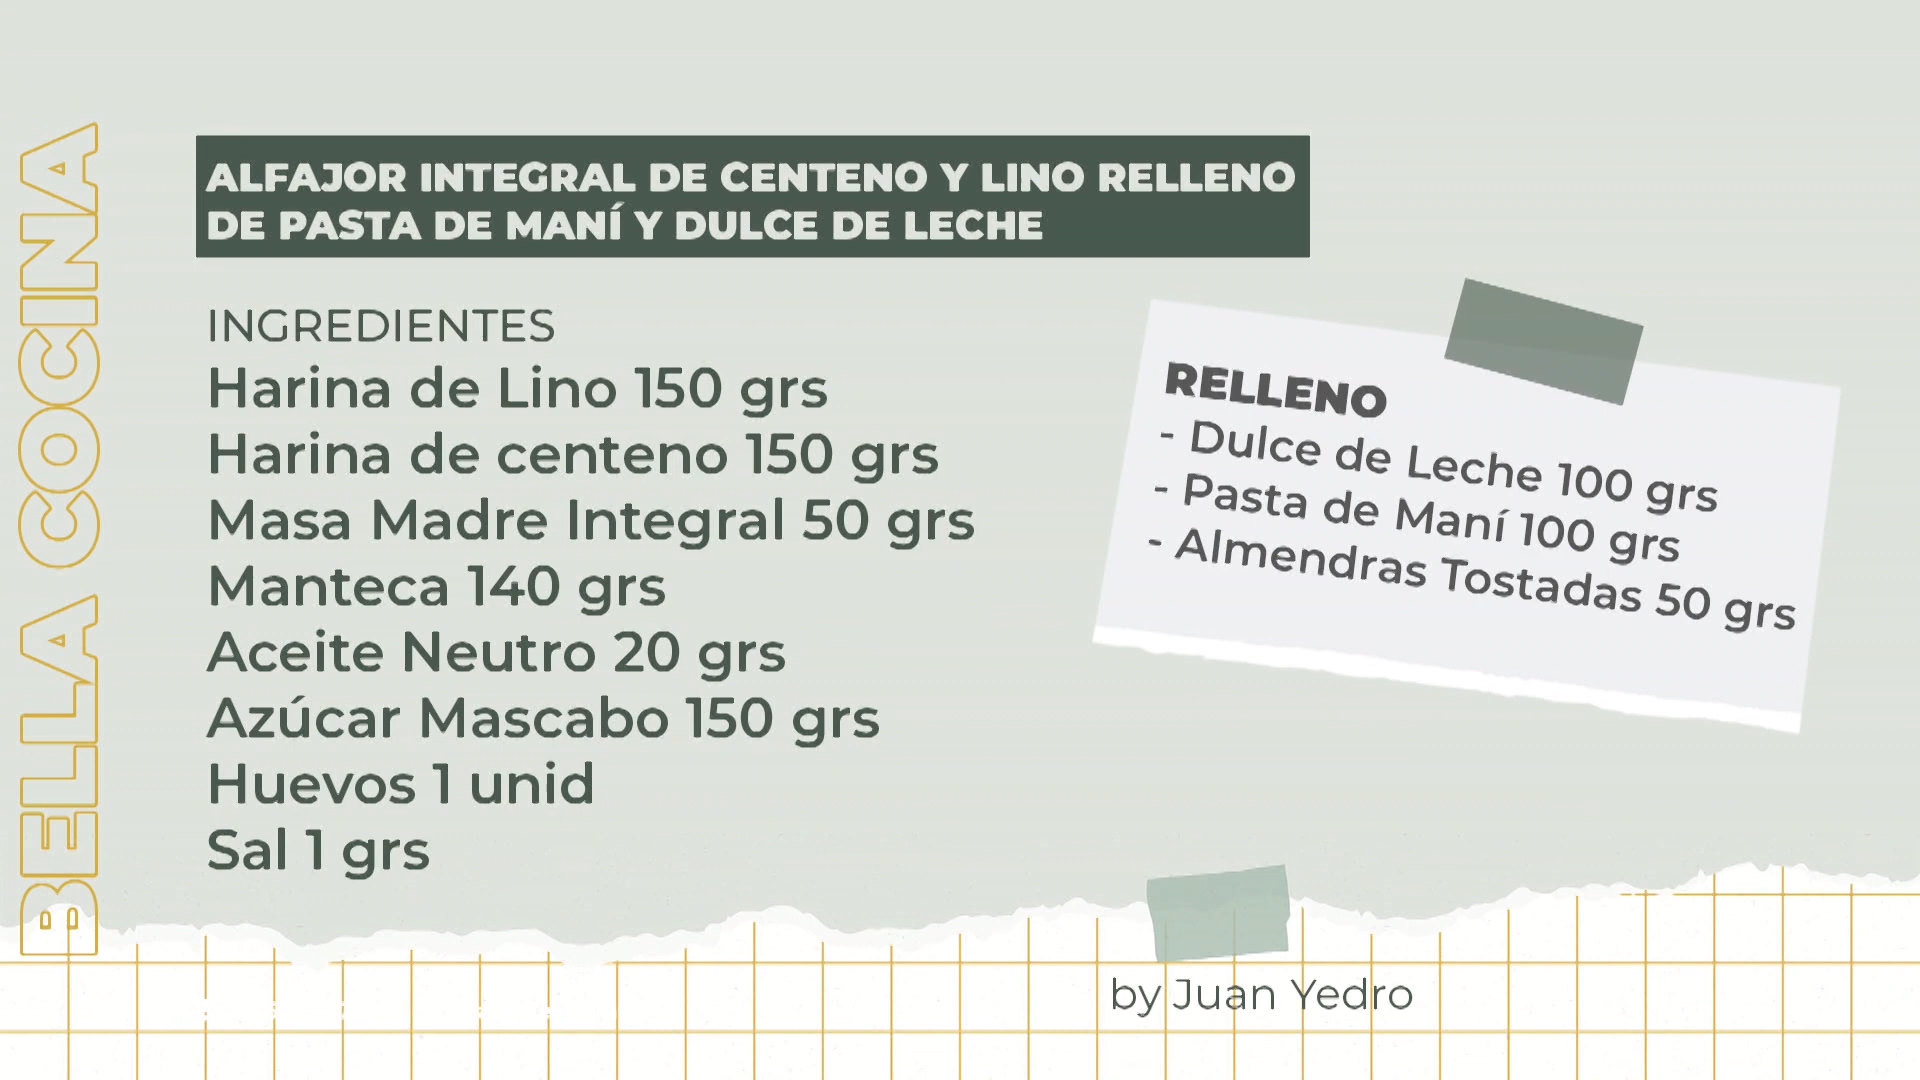 BELLA COCINA
ALFAJOR INTEGRAL DE CENTENO Y LINO RELLENO
DE PASTA DE MANÍ Y DULCE DE LECHE
INGREDIENTES
Harina de Lino 150 grs
Harina de centeno 150 grs
Masa Madre Integral 50 grs
Manteca 140 grs
Aceite Neutro 20 grs
Azúcar Mascabo 150 grs
Huevos 1 unid
Sal 1 grs
RELLENO
- Dulce de Leche 100 grs
- Pasta de Maní 100 grs
- Almendras Tostadas 50 grs
by Juan Yedro